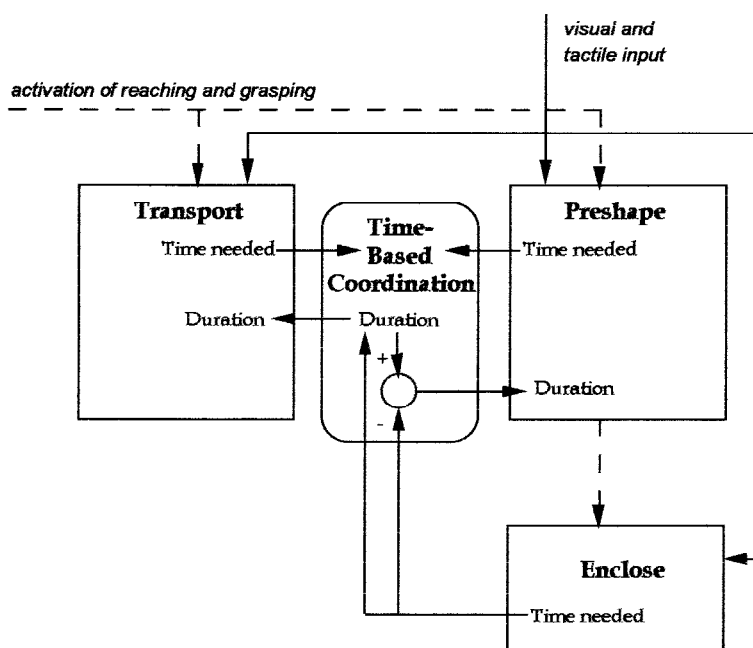 visual and
tactile input
activation of reaching and grasping
Transport
Time needed
Duration
Time-
Based
Coordination
Duration
+
-
Preshape
Time needed
Duration
Enclose
Time needed